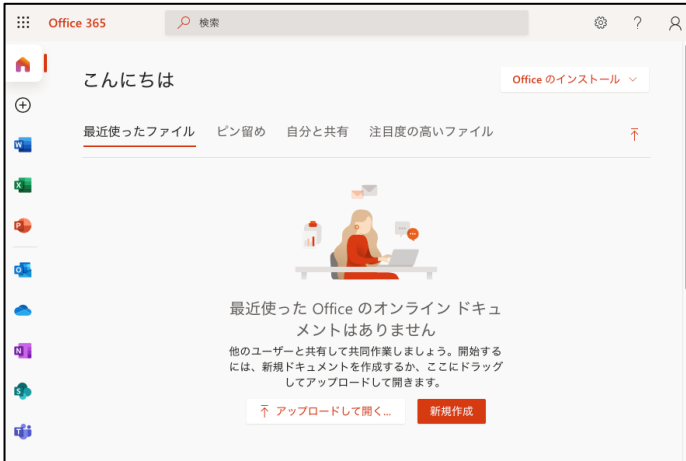 Office 365
検索
?
こんにちは
Office のインストール
最近使ったファイル ピン留め 自分と共有 注目度の高いファイル
W
X
P
O
N
S
T
最近使った Office のオンライン ドキュ
メントはありません
他のユーザーと共有して共同作業しましょう。開始する
には、新規ドキュメントを作成するか、ここにドラッグ
してアップロードして開きます。
アップロードして開く...
新規作成